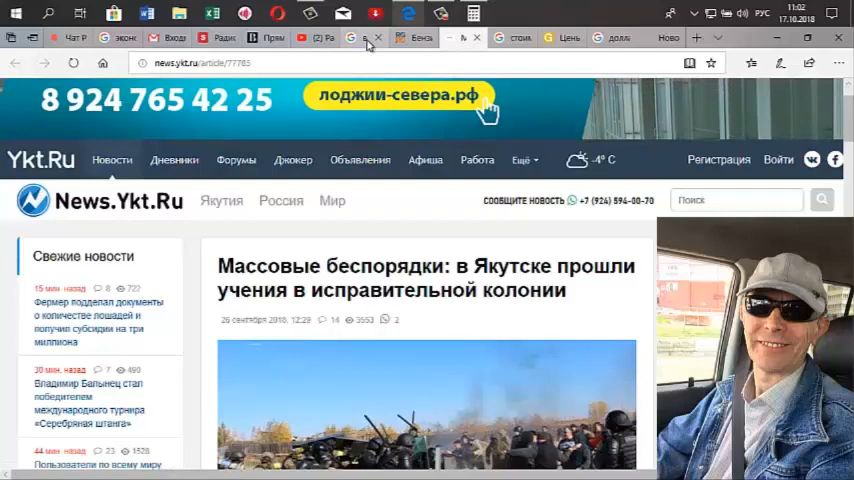 11:02
РУС
17.10.2018
Чат Р
эконо
Входя
Радио
Прям
(2) Ра
Бензи
стоим
Цень
долла
Ново
news.ykt.ru/article/77785
8 924 765 42 25
лоджии-севера.рф
Ykt.Ru
Новости
Дневники
Форумы
Джокер
Объявления
Афиша
Работа
Ещё
-4° C
Регистрация
Войти
News.Ykt.Ru
Якутия
Россия
Мир
СООБЩИТЕ НОВОСТЬ +7 (924) 594-00-70
Поиск
Свежие новости
15 мин. назад 8 722
Фермер подделал документы
о количестве лошадей и
получил субсидии на три
миллиона
30 мин. назад 7 490
Владимир Балынец стал
победителем
международного турнира
«Серебряная штанга»
44 мин. назад 23 1528
Пользователи по всему миру
Массовые беспорядки: в Якутске прошли
учения в исправительной колонии
26 сентября 2018, 12:29 14 3553 2